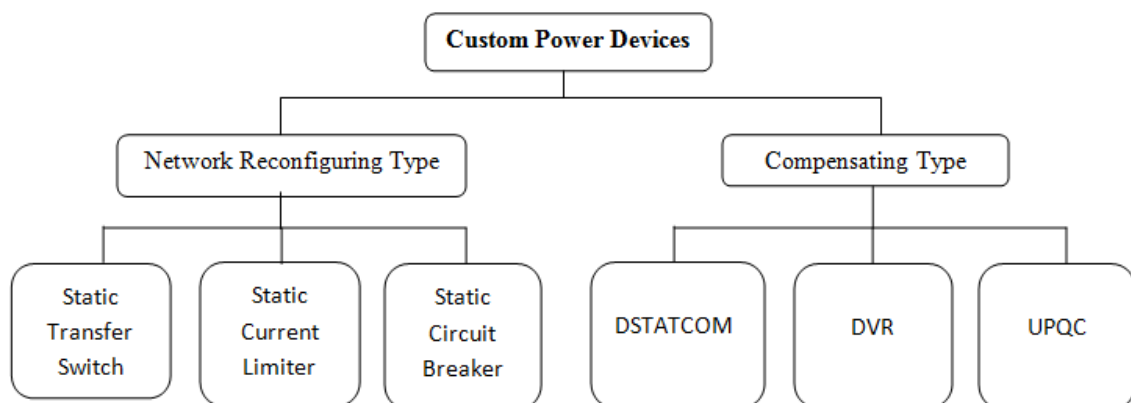 Custom Power Devices
Network Reconfiguring Type
Compensating Type
Static
Transfer
Switch
Static
Current
Limiter
Static
Circuit
Breaker
DSTATCOM
DVR
UPQC